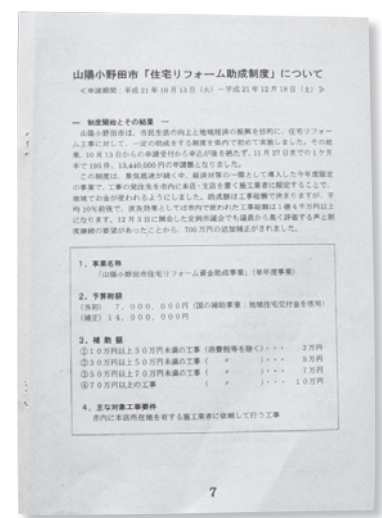 山陽小野田市「住宅リフォーム助成制度」について
＜申請期間：平成21年10月13日（火）～平成21年12月18日（土）＞
― 制度開始とその結果 ―
山陽小野田市は、市民生活の向上と地域経済の振興を目的に、住宅リフォー
ム工事に対して、一定の助成をする制度を県内で初めて実施しました。その結
果、10月13日からの申請受付から申込が後を絶たず、11月27日までの1ケ月
半で195件、13,440,000円の申請額となりました。
この制度は、景気低迷が続く中、経済対策の一環として導入した今年度限定
の事業で、工事の発注先を市内に本店・支店を置く施工業者に限定することで、
地域でお金が使われるようにしました。助成額は工事総額で決まりますが、平
均10％前後で、波及効果としては市内で使われた工事総額は1億4千万円以上
になります。12月3日に開会した定例市議会でも議員から高く評価する声と制
度継続の要望があったことから、700万円の追加補正がされました。
1．事業名称
「山陽小野田市住宅リフォーム資金助成事業」（単年度事業）
2．予算総額
（当初） 7，000，000円（国の補助事業：地域住宅交付金を活用）
（補正）14，000，000円
3．補助額
①10万円以上30万円未満の工事（消費税等を除く）・・・ 3万円
②30万円以上50万円未満の工事（ 〃 ）・・・ 5万円
③50万円以上70万円未満の工事（ 〃 ）・・・ 7万円
④70万円以上の工事 （ 〃 ）・・・ 10万円
4．主な対象工事要件
市内に本店所在地を有する施工業者に依頼して行う工事
7